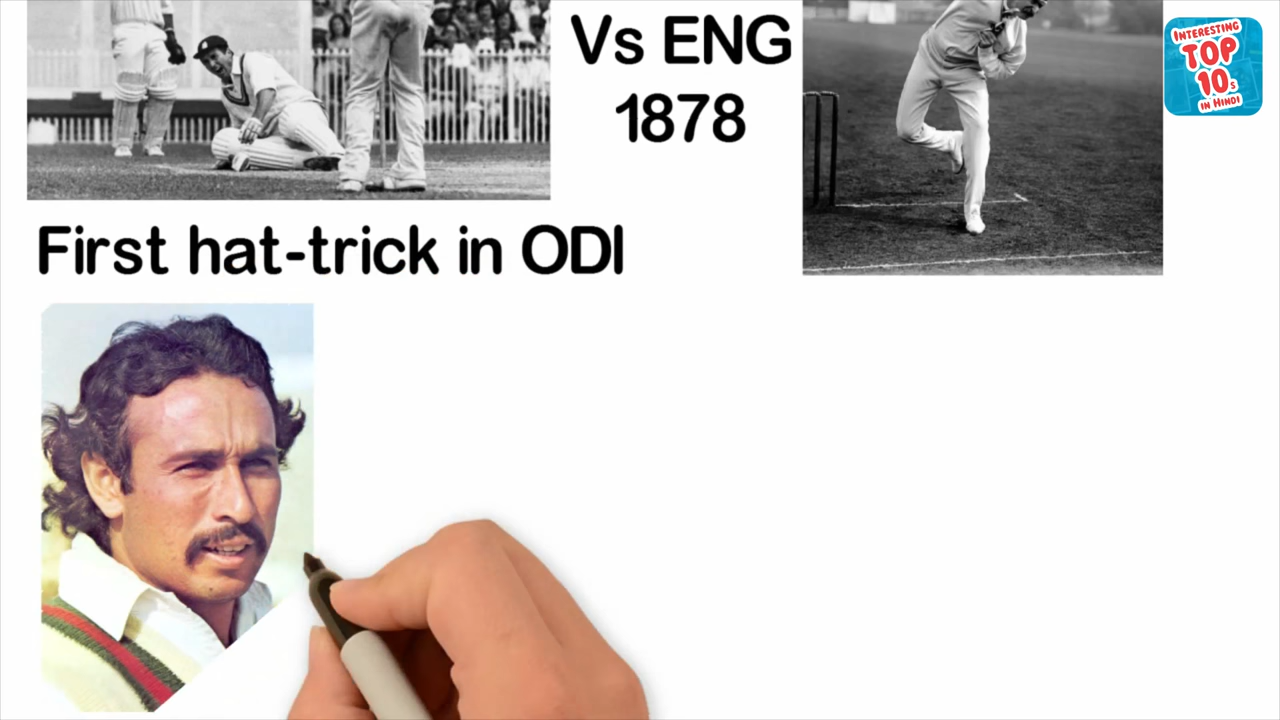 Vs ENG
1878
INTERESTING
TOP
10s
IN HINDI
First hat-trick in ODI